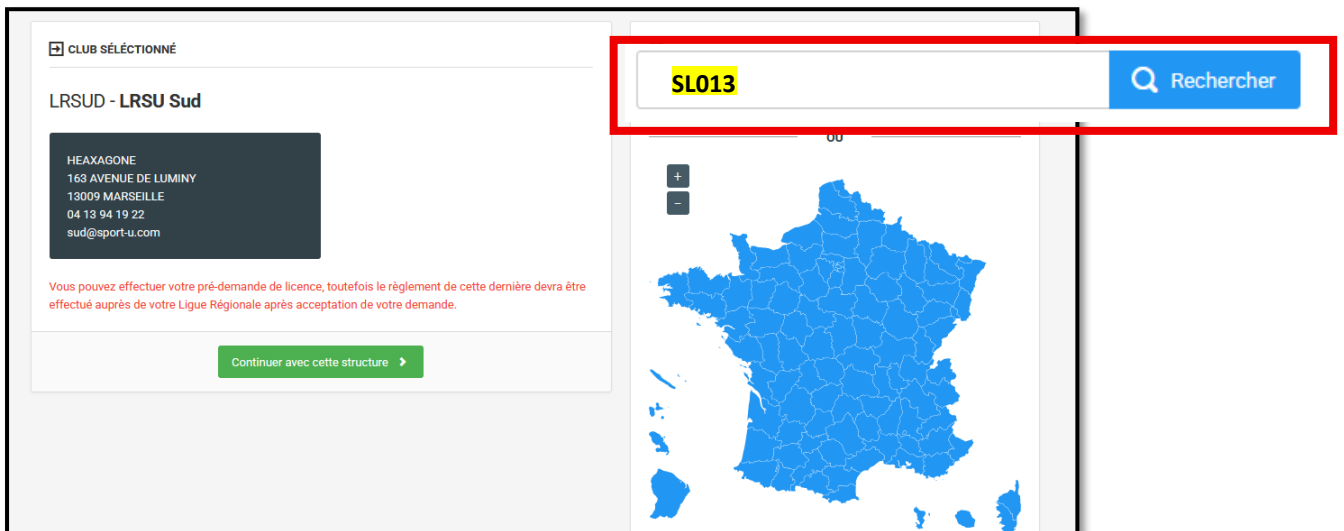 CLUB SÉLÉCTIONNÉ
LRSUD - LRSU Sud
HEAXAGONE
163 AVENUE DE LUMINY
13009 MARSEILLE
04 13 94 19 22
sud@sport-u.com
Vous pouvez effectuer votre pré-demande de licence, toutefois le règlement de cette dernière devra être
effectué auprès de votre Ligue Régionale après acceptation de votre demande.
Continuer avec cette structure
SL013
Rechercher
OU
+
-